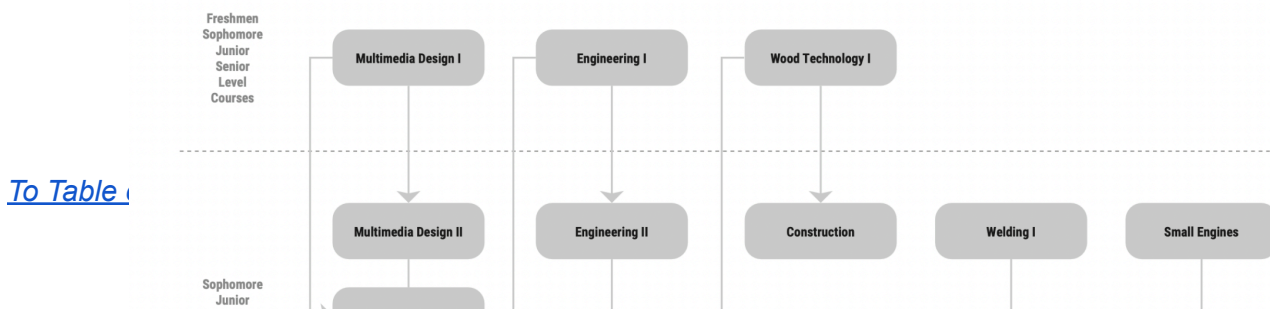 Freshmen
Sophomore
Junior
Senior
Level
Courses
Multimedia Design I
Engineering I
Wood Technology I
To Table
Multimedia Design II
Engineering II
Construction
Welding I
Small Engines
Sophomore
Junior